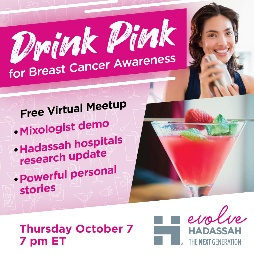 Drink Pink
for Breast Cancer Awareness
Free Virtual Meetup
•Mixologist demo
•Hadassah hospitals
research update
•Powerful personal
stories
Thursday October 7
7 pm ET
evolve
HADASSAH
THE NEXT GENERATION